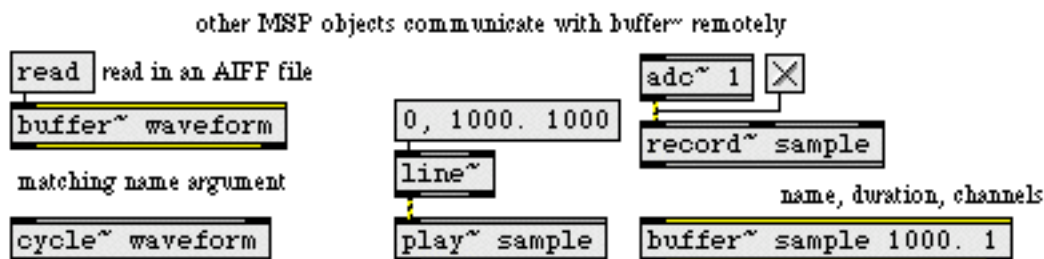 other MSP objects communicate with buffer~ remotely
read
read in an AIFF file
buffer~ waveform
matching name argument
cycle~ waveform
0, 1000. 1000
line~
play~ sample
adc~ 1
record~ sample
name, duration, channels
buffer~ sample 1000. 1